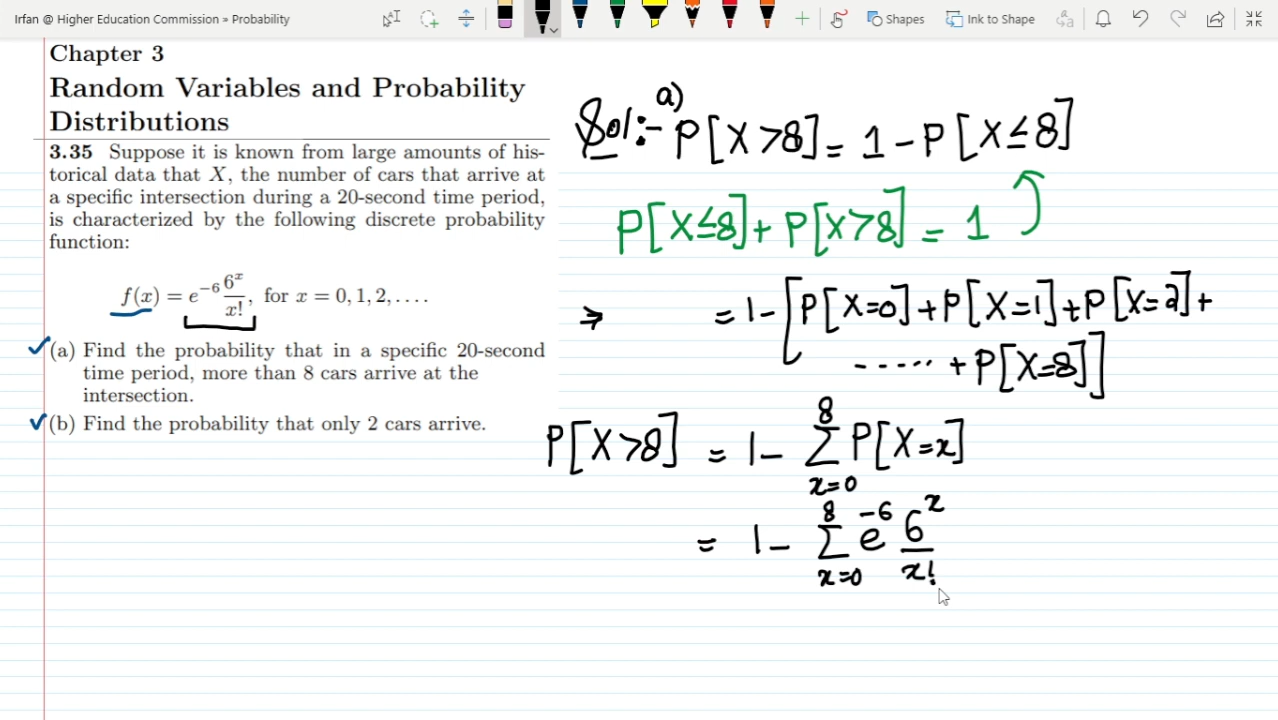 Irfan @ Higher Education Commission » Probability
Shapes
Ink to Shape
Chapter 3
Random Variables and Probability
Distributions
3.35 Suppose it is known from large amounts of his-
torical data that X, the number of cars that arrive at
a specific intersection during a 20-second time period,
is characterized by the following discrete probability
function:
f(x) = e⁻⁶ 6ˣ/x!, for x = 0, 1, 2, . . . .
(a) Find the probability that in a specific 20-second
time period, more than 8 cars arrive at the
intersection.
(b) Find the probability that only 2 cars arrive.
Sol:- a) P[X>8] = 1 - P[X≤8]
P[X≤8] + P[X>8] = 1
⇒ = 1 - [P[X=0] + P[X=1] + P[X=2] +
...... + P[X=8]]
P[X>8] = 1 - 8∑x=0 P[X=x]
= 1 - 8∑x=0 e⁻⁶ 6ˣ/x!